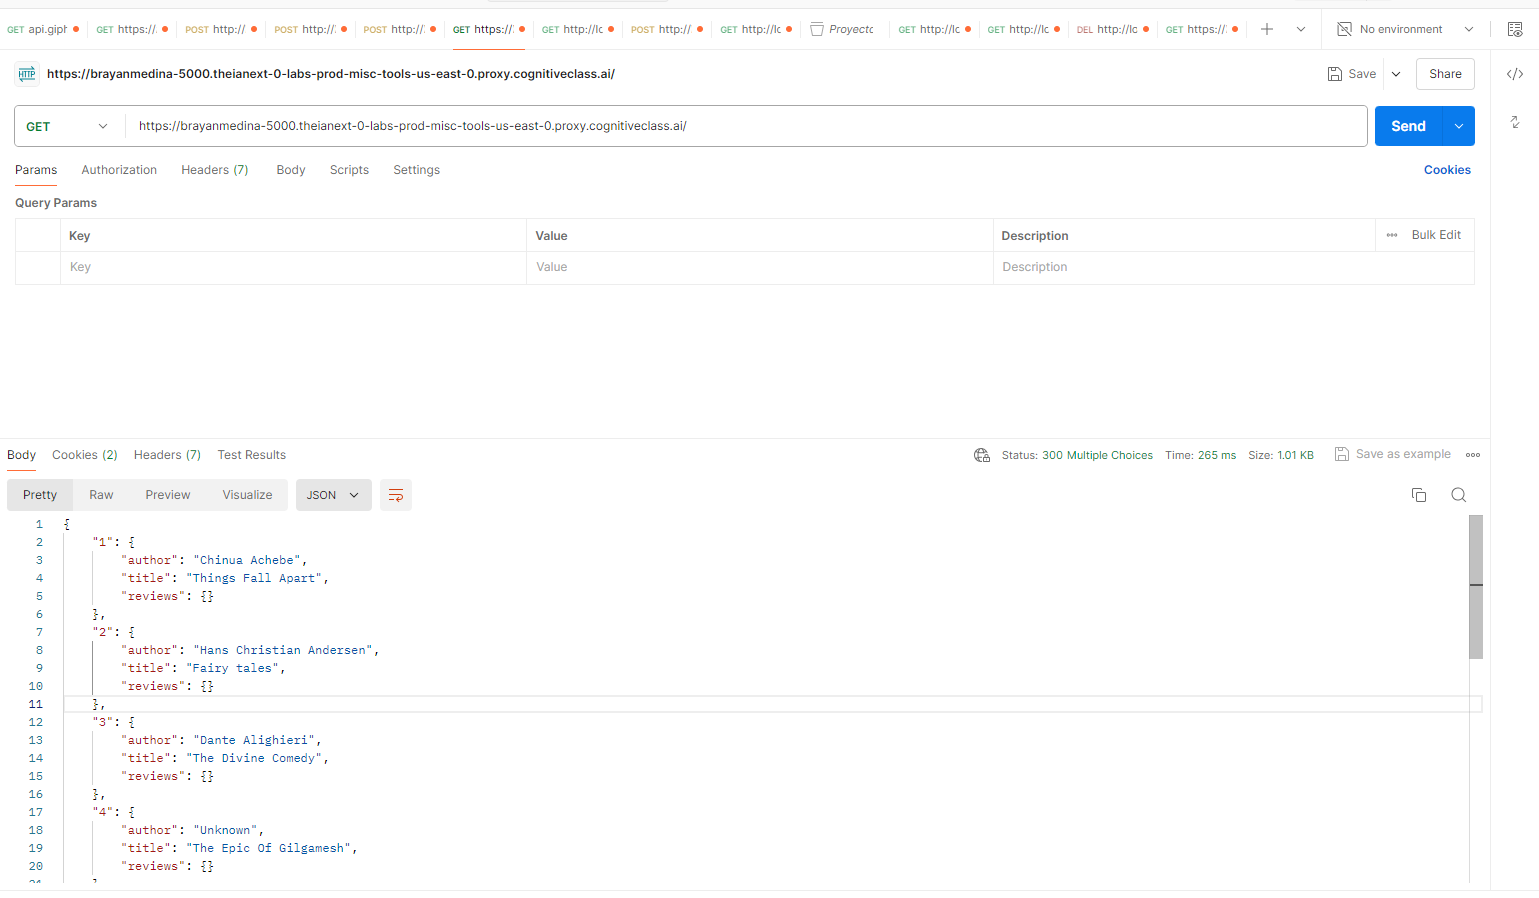 GET api.giph GET https://. POST http:// POST http:// POST http:// GET https:// GET http://lc POST http:// GET http://lc Proyecto GET http://lc GET http://lc DEL http://lc GET https:// No environment
HTTP https://brayanmedina-5000.theianext-0-labs-prod-misc-tools-us-east-0.proxy.cognitiveclass.ai/ Save Share
GET https://brayanmedina-5000.theianext-0-labs-prod-misc-tools-us-east-0.proxy.cognitiveclass.ai/ Send
Params Authorization Headers (7) Body Scripts Settings Cookies
Query Params
Key Value Description Bulk Edit
Key Value Description
Body Cookies (2) Headers (7) Test Results Status: 300 Multiple Choices Time: 265 ms Size: 1.01 KB Save as example
Pretty Raw Preview Visualize JSON
1 {
2 "1": {
3 "author": "Chinua Achebe",
4 "title": "Things Fall Apart",
5 "reviews": {}
6 },
7 "2": {
8 "author": "Hans Christian Andersen",
9 "title": "Fairy tales",
10 "reviews": {}
11 },
12 "3": {
13 "author": "Dante Alighieri",
14 "title": "The Divine Comedy",
15 "reviews": {}
16 },
17 "4": {
18 "author": "Unknown",
19 "title": "The Epic Of Gilgamesh",
20 "reviews": {}